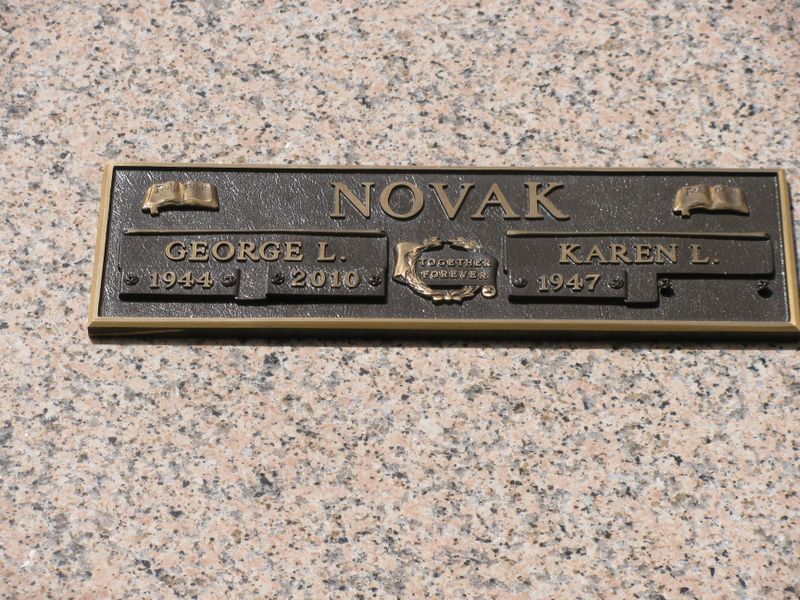 NOVAK
GEORGE L.
1944 2010
TOGETHER
FOREVER
KAREN L.
1947